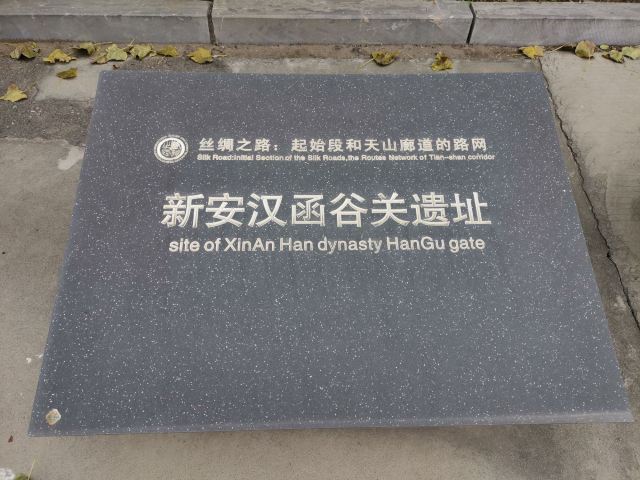 丝绸之路：起始段和天山廊道的路网
Silk Road:Initial Section of the Silk Roads,the Routes Network of Tian-shan corridor
新安汉函谷关遗址
site of XinAn Han dynasty HanGu gate